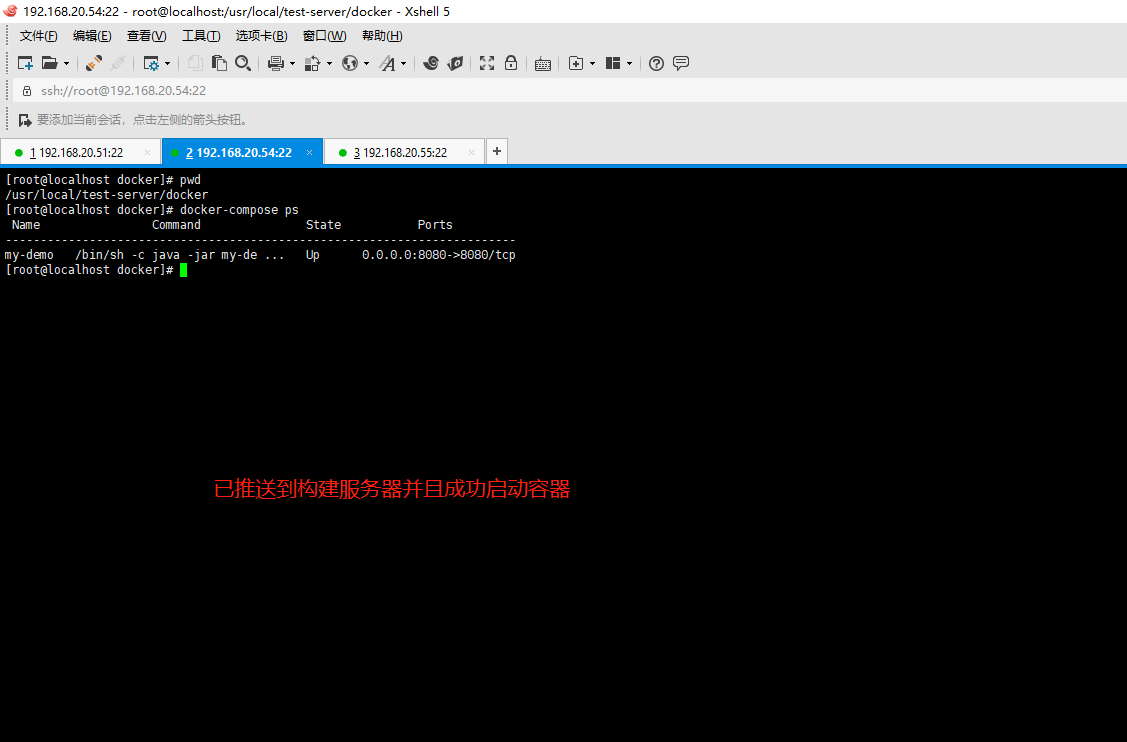 192.168.20.54:22 - root@localhost:/usr/local/test-server/docker - Xshell 5
文件(F) 编辑(E) 查看(V) 工具(T) 选项卡(B) 窗口(W) 帮助(H)
ssh://root@192.168.20.54:22
要添加当前会话，点击左侧的箭头按钮。
1 192.168.20.51:22 × 2 192.168.20.54:22 × 3 192.168.20.55:22 × +
[root@localhost docker]# pwd
/usr/local/test-server/docker
[root@localhost docker]# docker-compose ps
Name Command State Ports
-------------------------------------------------------------------------
my-demo /bin/sh -c java -jar my-de ... Up 0.0.0.0:8080->8080/tcp
[root@localhost docker]#
已推送到构建服务器并且成功启动容器